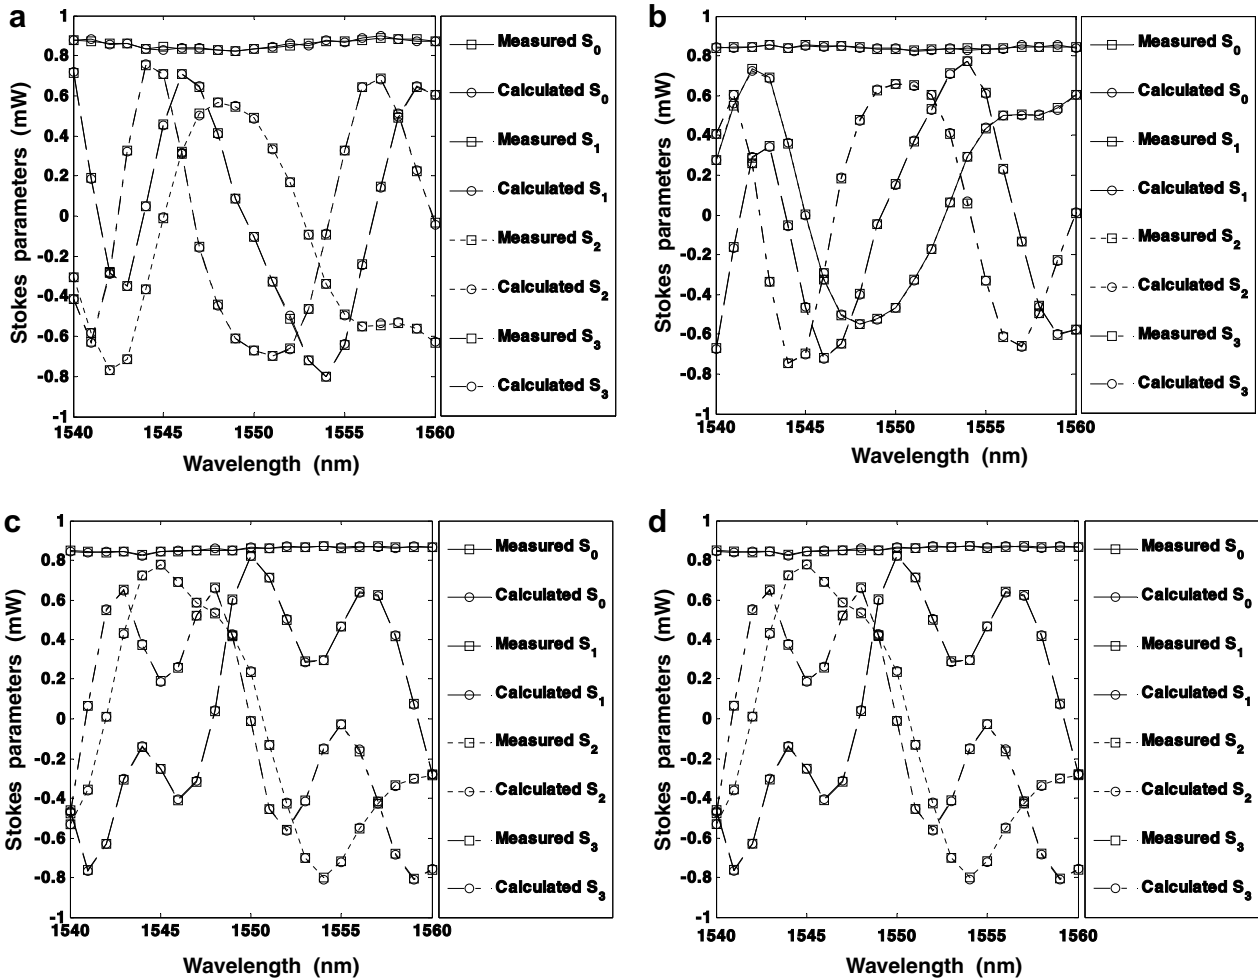 a
1
0.8
0.6
0.4
0.2
0
-0.2
-0.4
-0.6
-0.8
-1
Stokes parameters (mW)
1540
1545
1550
1555
1560
Wavelength (nm)
Measured S0
Calculated S0
Measured S1
Calculated S1
Measured S2
Calculated S2
Measured S3
Calculated S3
b
1
0.8
0.6
0.4
0.2
0
-0.2
-0.4
-0.6
-0.8
-1
Stokes parameters (mW)
1540
1545
1550
1555
1560
Wavelength (nm)
Measured S0
Calculated S0
Measured S1
Calculated S1
Measured S2
Calculated S2
Measured S3
Calculated S3
c
1
0.8
0.6
0.4
0.2
0
-0.2
-0.4
-0.6
-0.8
-1
Stokes parameters (mW)
1540
1545
1550
1555
1560
Wavelength (nm)
Measured S0
Calculated S0
Measured S1
Calculated S1
Measured S2
Calculated S2
Measured S3
Calculated S3
d
1
0.8
0.6
0.4
0.2
0
-0.2
-0.4
-0.6
-0.8
-1
Stokes parameters (mW)
1540
1545
1550
1555
1560
Wavelength (nm)
Measured S0
Calculated S0
Measured S1
Calculated S1
Measured S2
Calculated S2
Measured S3
Calculated S3